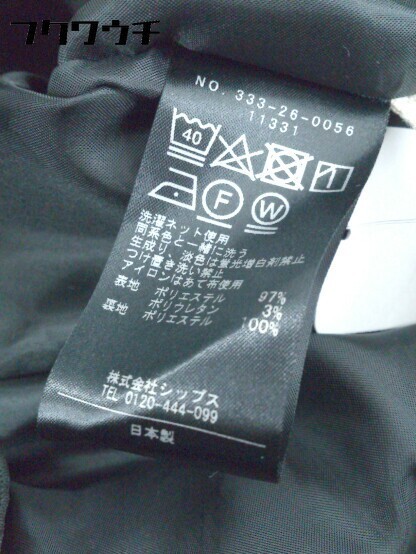 フクワウチ
NO. 333-26-0056
11331
40
F W
洗濯ネット使用
同系色と一緒に洗う
生成り、淡色は蛍光増白剤禁止
つけ置き洗い禁止
アイロンはあて布使用
表地 ポリエステル 97%
ポリウレタン 3%
裏地 ポリエステル 100%
株式会社シップス
TEL 0120-444-099
日本製